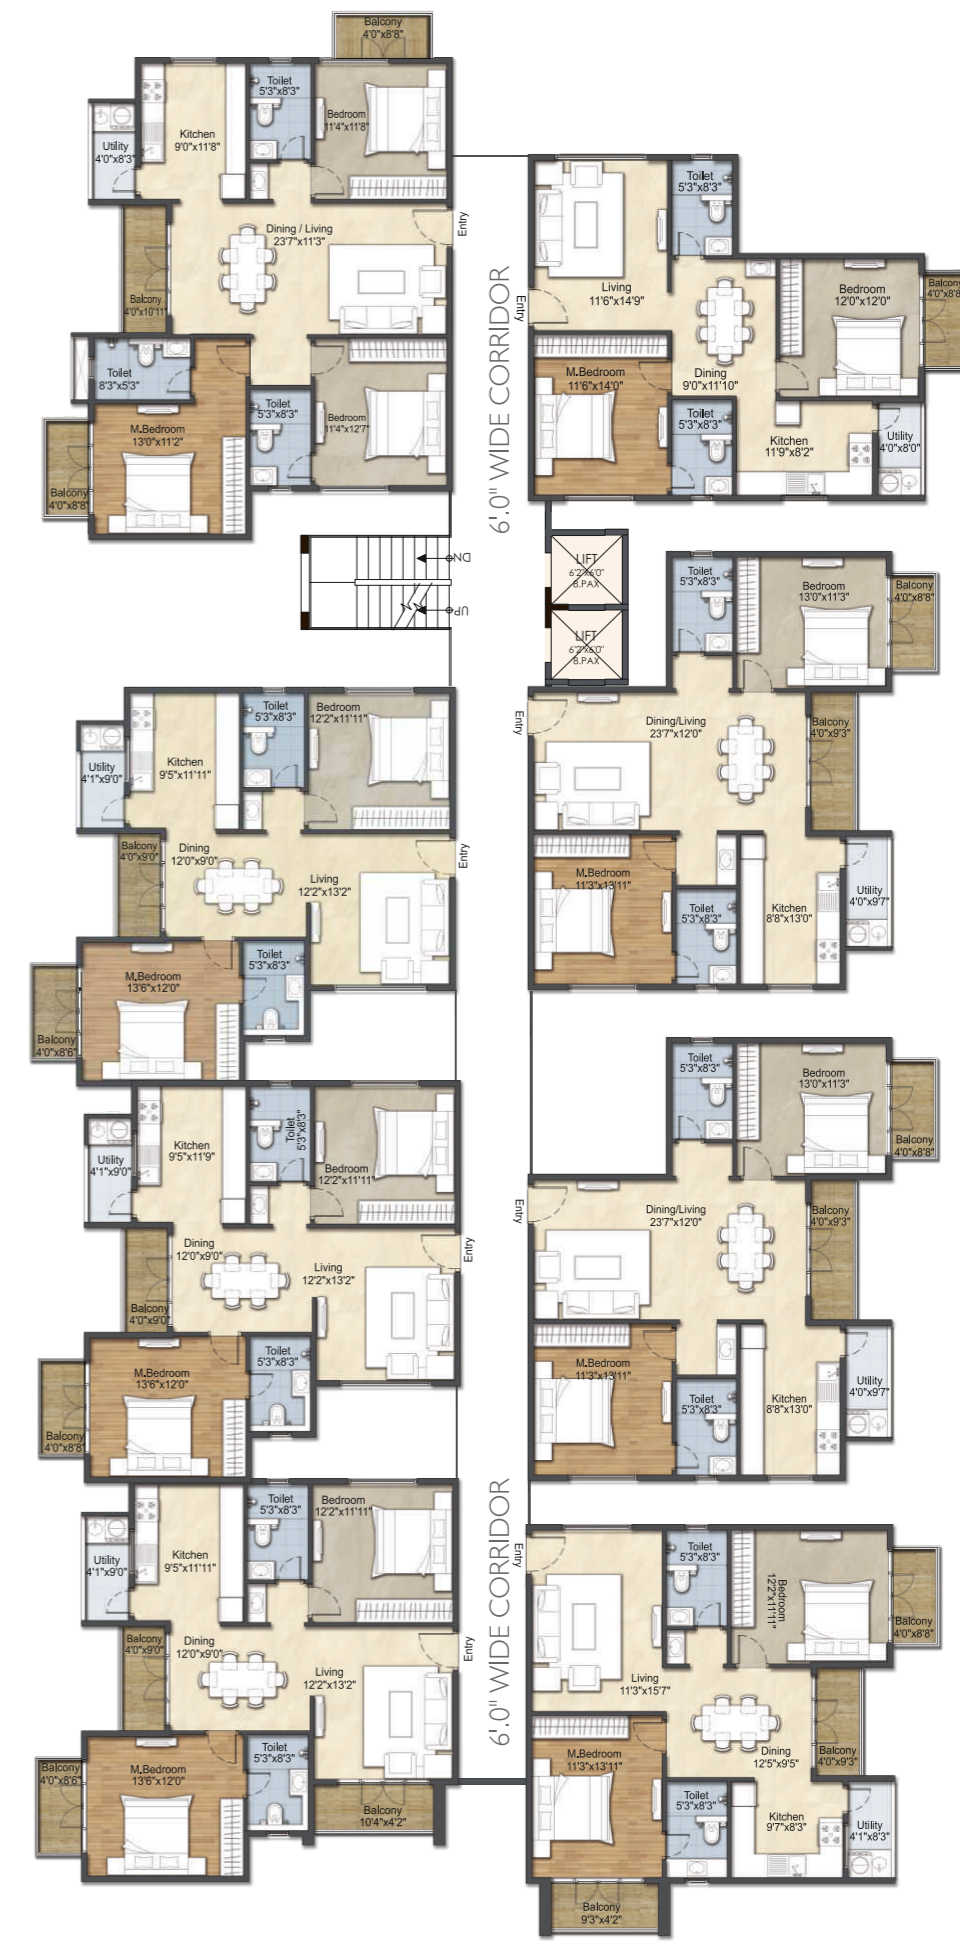 Balcony
4'0"x8'8"
Toilet
5'3"x8'3"
Bedroom
11'4"x11'8"
Kitchen
9'0"x11'8"
Utility
4'0"x8'3"
Dining / Living
23'7"x11'3"
Entry
Balcony
4'0"x10'11"
Toilet
8'3"x5'3"
M.Bedroom
13'0"x11'2"
Toilet
5'3"x8'3"
Bedroom
11'4"x12'7"
Balcony
4'0"x8'8"
6'.0" WIDE CORRIDOR
Toilet
5'3"x8'3"
Living
11'6"x14'9"
Entry
Bedroom
12'0"x12'0"
Balcony
4'0"x8'8"
M.Bedroom
11'6"x14'0"
Dining
9'0"x11'10"
Toilet
5'3"x8'3"
Kitchen
11'9"x8'2"
Utility
4'0"x8'0"
DN
UP
LIFT
6'2"x6'0"
8.PAX
LIFT
6'2"x6'0"
8.PAX
Toilet
5'3"x8'3"
Bedroom
13'0"x11'3"
Balcony
4'0"x8'8"
Entry
Dining/Living
23'7"x12'0"
Balcony
4'0"x9'3"
M.Bedroom
11'3"x13'11"
Toilet
5'3"x8'3"
Kitchen
8'8"x13'0"
Utility
4'0"x9'7"
Toilet
5'3"x8'3"
Bedroom
12'2"x11'11"
Kitchen
9'5"x11'11"
Utility
4'1"x9'0"
Balcony
4'0"x9'0"
Dining
12'0"x9'0"
Living
12'2"x13'2"
Entry
M.Bedroom
13'6"x12'0"
Toilet
5'3"x8'3"
Balcony
4'0"x8'6"
Toilet
5'3"x8'3"
Bedroom
13'0"x11'3"
Balcony
4'0"x8'8"
Entry
Dining/Living
23'7"x12'0"
Balcony
4'0"x9'3"
M.Bedroom
11'3"x13'11"
Toilet
5'3"x8'3"
Kitchen
8'8"x13'0"
Utility
4'0"x9'7"
Kitchen
9'5"x11'9"
Toilet
5'3"x8'3"
Bedroom
12'2"x11'11"
Utility
4'1"x9'0"
Dining
12'0"x9'0"
Living
12'2"x13'2"
Entry
Balcony
4'0"x9'0"
M.Bedroom
13'6"x12'0"
Toilet
5'3"x8'3"
Balcony
4'0"x8'8"
6'.0" WIDE CORRIDOR
Toilet
5'3"x8'3"
Bedroom
12'2"x11'11"
Kitchen
9'5"x11'11"
Utility
4'1"x9'0"
Balcony
4'0"x9'0"
Dining
12'0"x9'0"
Living
12'2"x13'2"
Entry
M.Bedroom
13'6"x12'0"
Toilet
5'3"x8'3"
Balcony
4'0"x8'6"
Balcony
10'4"x4'2"
Entry
Toilet
5'3"x8'3"
Bedroom
12'2"x11'11"
Balcony
4'0"x8'8"
Living
11'3"x15'7"
M.Bedroom
11'3"x13'11"
Dining
12'5"x9'5"
Balcony
4'0"x9'3"
Toilet
5'3"x8'3"
Kitchen
9'7"x8'3"
Utility
4'1"x8'3"
Balcony
9'3"x4'2"